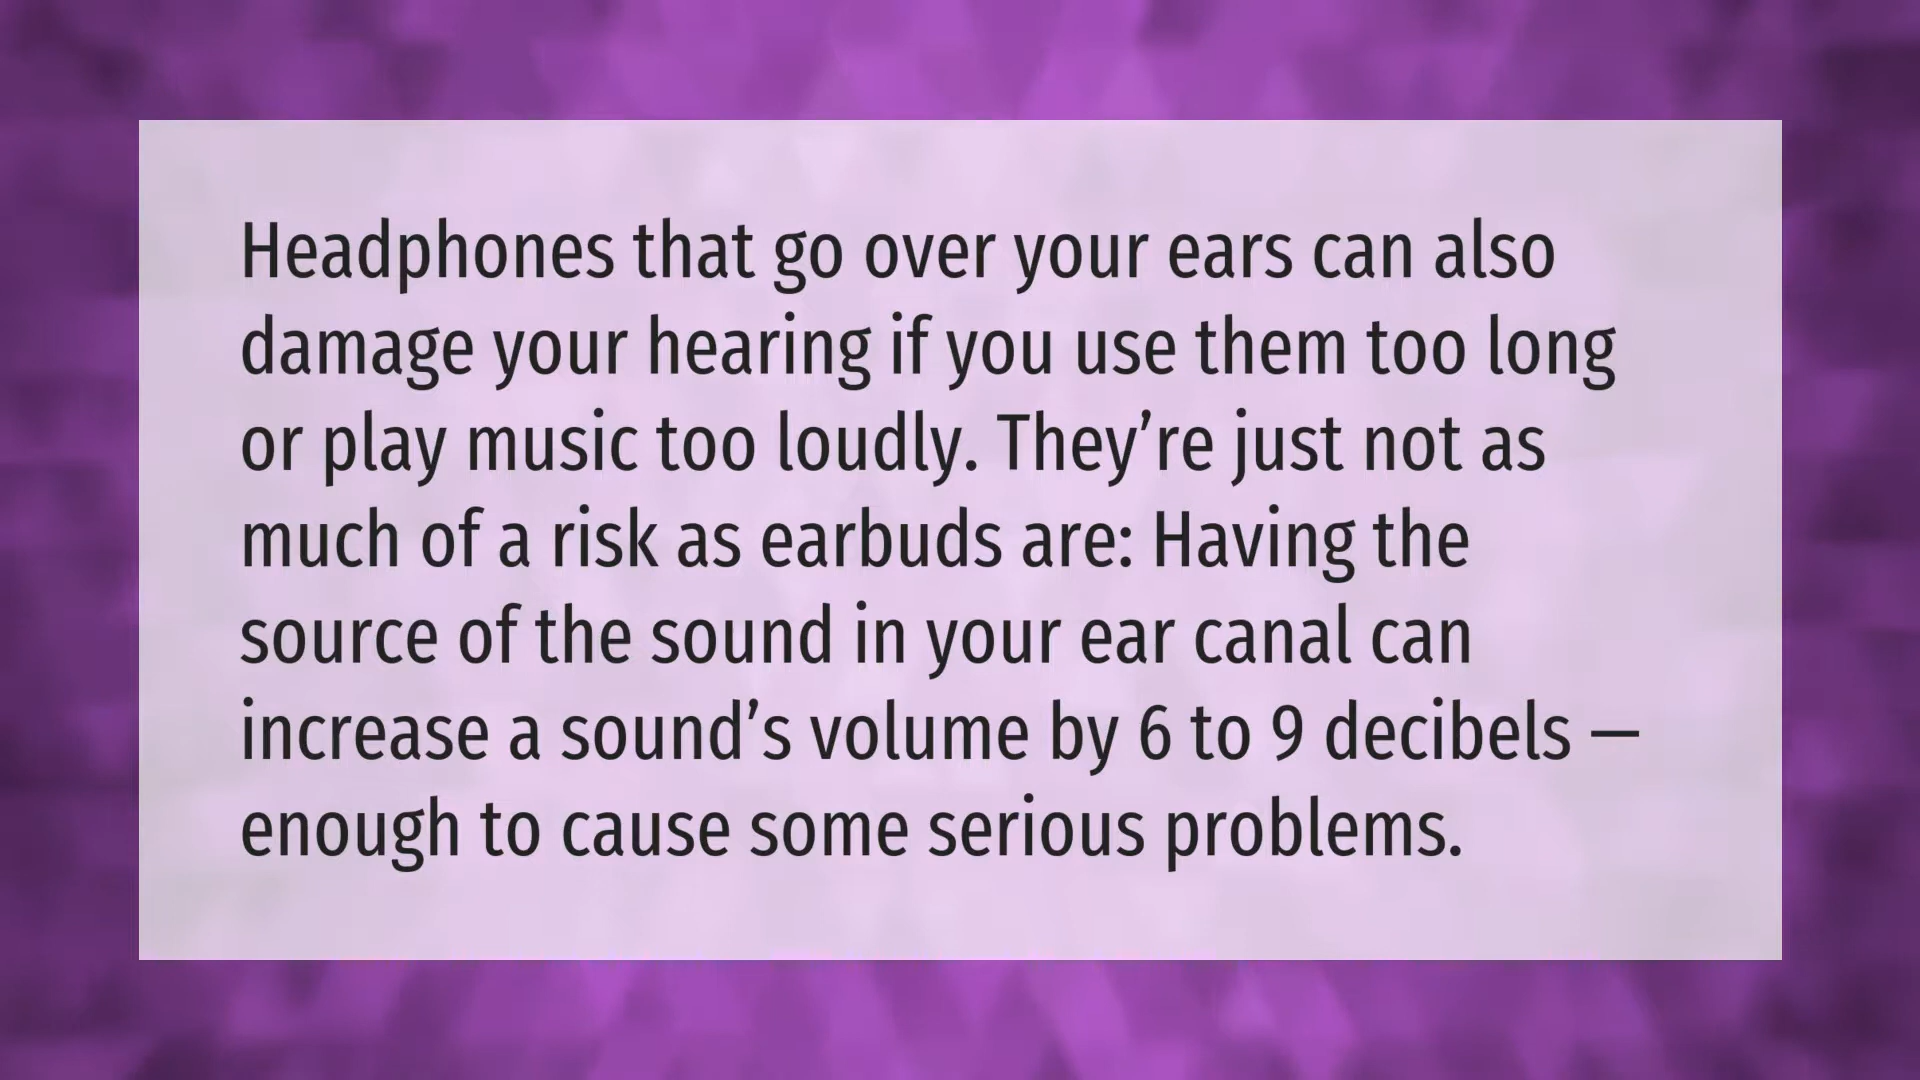 Headphones that go over your ears can also
damage your hearing if you use them too long
or play music too loudly. They’re just not as
much of a risk as earbuds are: Having the
source of the sound in your ear canal can
increase a sound’s volume by 6 to 9 decibels —
enough to cause some serious problems.